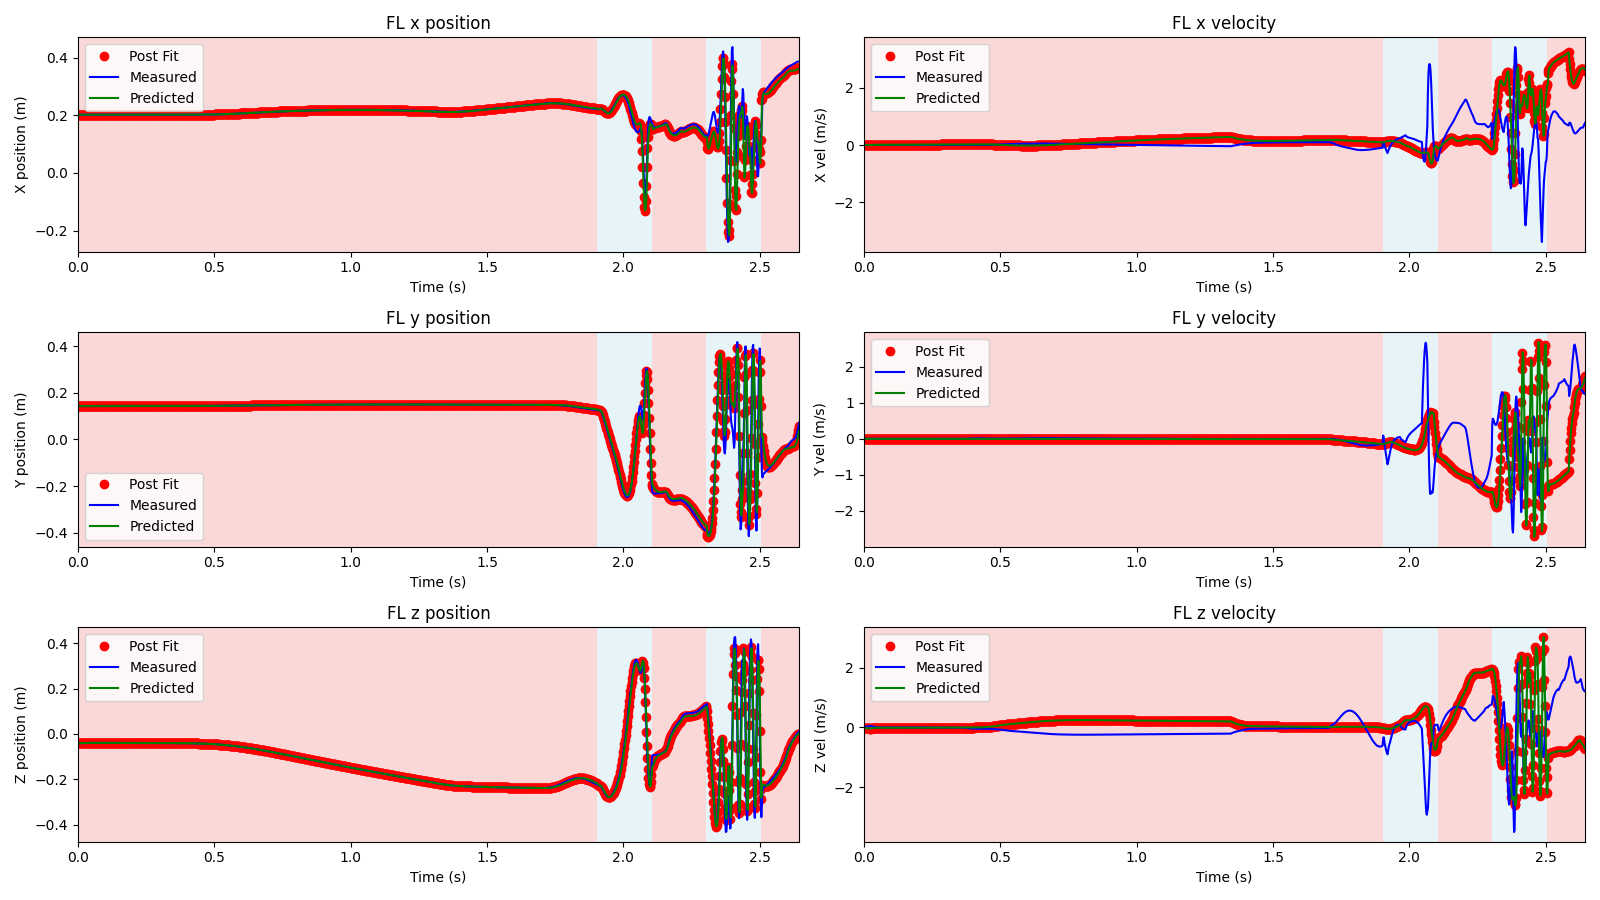 FL x position
FL x velocity
X position (m)
0.4
0.2
0.0
−0.2
Post Fit
Measured
Predicted
0.0 0.5 1.0 1.5 2.0 2.5
Time (s)
X vel (m/s)
2
0
−2
Post Fit
Measured
Predicted
0.0 0.5 1.0 1.5 2.0 2.5
Time (s)
FL y position
FL y velocity
Y position (m)
0.4
0.2
0.0
−0.2
−0.4
Post Fit
Measured
Predicted
0.0 0.5 1.0 1.5 2.0 2.5
Time (s)
Y vel (m/s)
2
1
0
−1
−2
Post Fit
Measured
Predicted
0.0 0.5 1.0 1.5 2.0 2.5
Time (s)
FL z position
FL z velocity
Z position (m)
0.4
0.2
0.0
−0.2
−0.4
Post Fit
Measured
Predicted
0.0 0.5 1.0 1.5 2.0 2.5
Time (s)
Z vel (m/s)
2
0
−2
Post Fit
Measured
Predicted
0.0 0.5 1.0 1.5 2.0 2.5
Time (s)